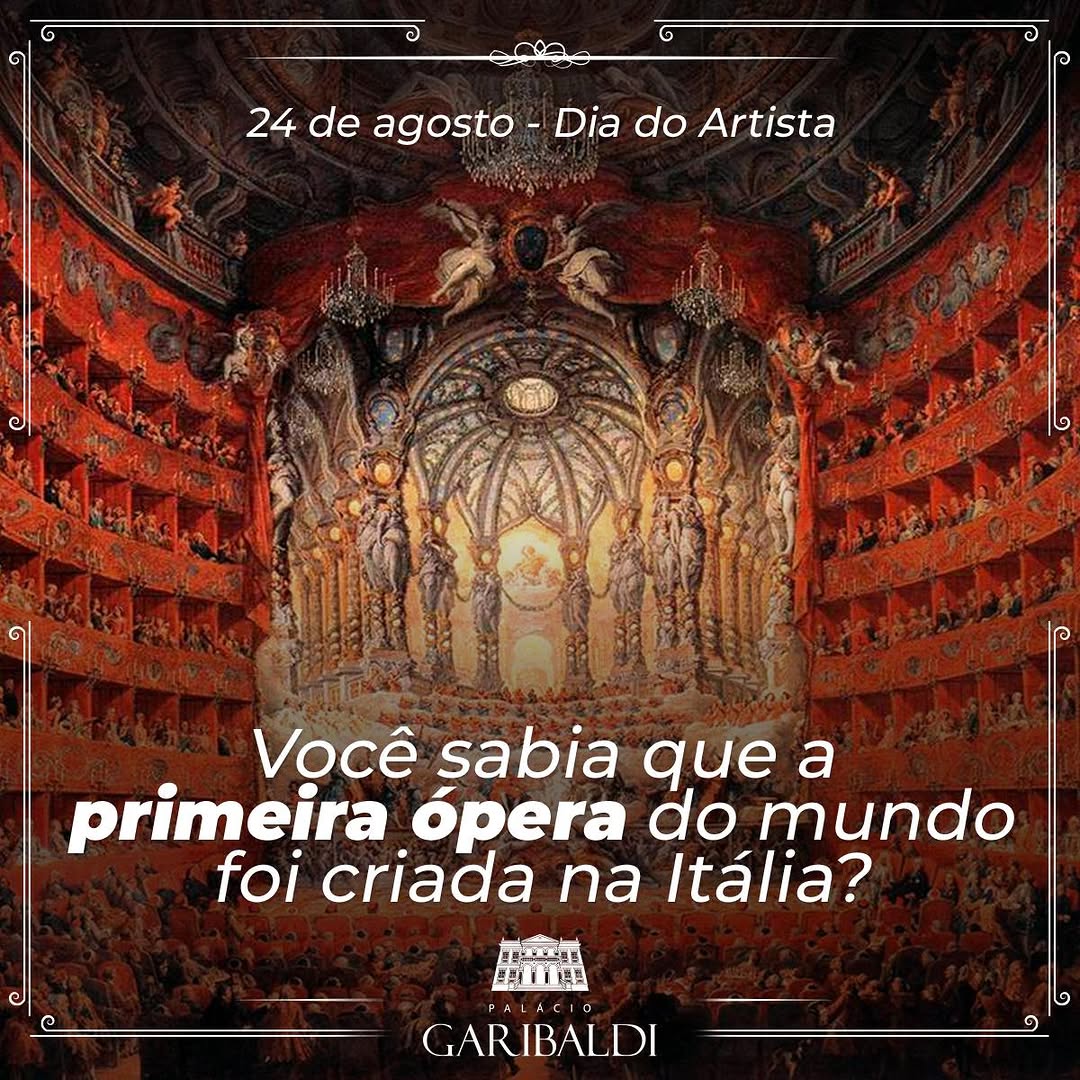 24 de agosto - Dia do Artista
Você sabia que a
primeira ópera do mundo
foi criada na Itália?
PALÁCIO
GARIBALDI